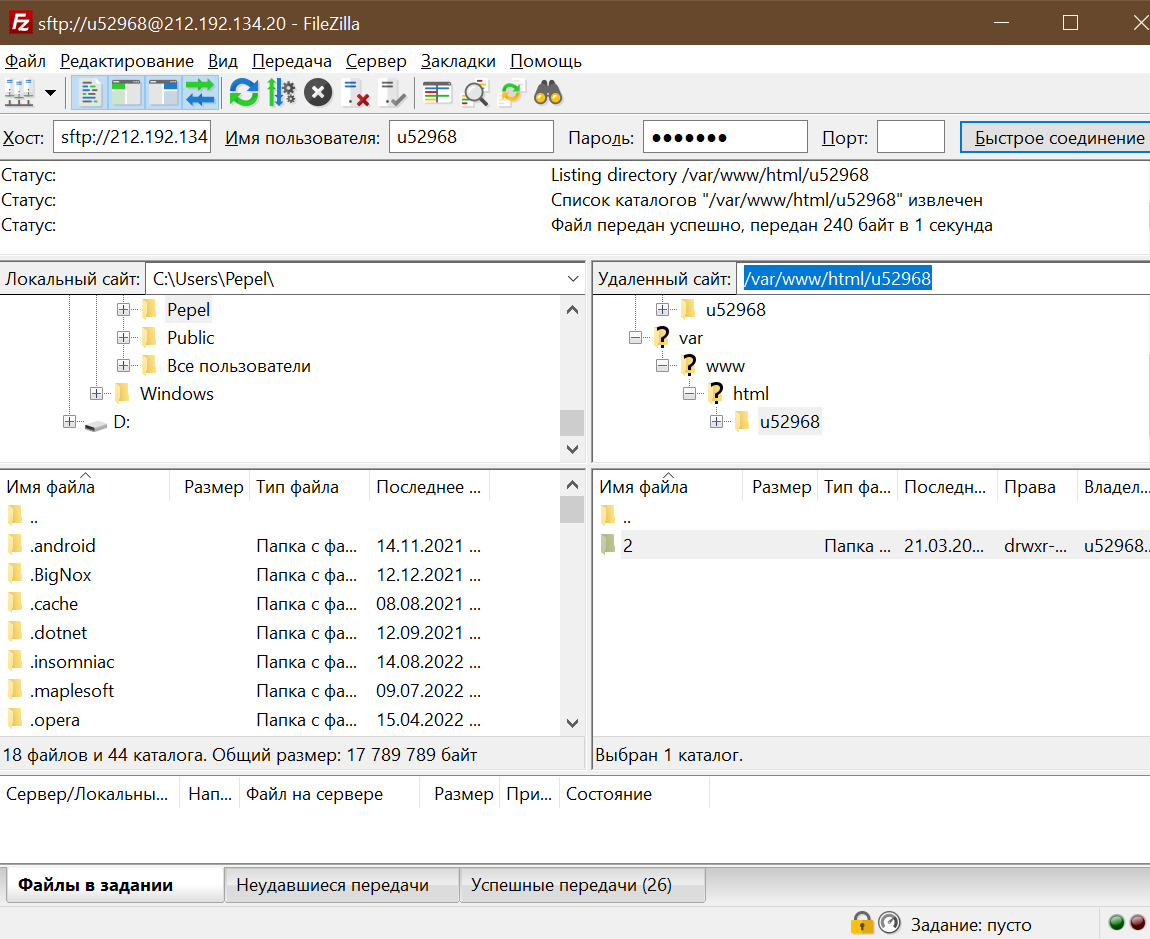 sftp://u52968@212.192.134.20 - FileZilla
Файл Редактирование Вид Передача Сервер Закладки Помощь
Хост: sftp://212.192.134 Имя пользователя: u52968 Пароль: ●●●●●●● Порт: Быстрое соединение
Статус: Listing directory /var/www/html/u52968
Статус: Список каталогов "/var/www/html/u52968" извлечен
Статус: Файл передан успешно, передан 240 байт в 1 секунда
Локальный сайт: C:\Users\Pepel\
Pepel
Public
Все пользователи
Windows
D:
Удаленный сайт: /var/www/html/u52968
u52968
? var
? www
? html
u52968
Имя файла Размер Тип файла Последнее ...
..
.android Папка с фа... 14.11.2021 ...
.BigNox Папка с фа... 12.12.2021 ...
.cache Папка с фа... 08.08.2021 ...
.dotnet Папка с фа... 12.09.2021 ...
.insomniac Папка с фа... 14.08.2022 ...
.maplesoft Папка с фа... 09.07.2022 ...
.opera Папка с фа... 15.04.2022 ...
18 файлов и 44 каталога. Общий размер: 17 789 789 байт
Имя файла Размер Тип фа... Последн... Права Владел...
..
2 Папка ... 21.03.20... drwxr-... u52968...
Выбран 1 каталог.
Сервер/Локальны... Нап... Файл на сервере Размер При... Состояние
Файлы в задании Неудавшиеся передачи Успешные передачи (26)
Задание: пусто